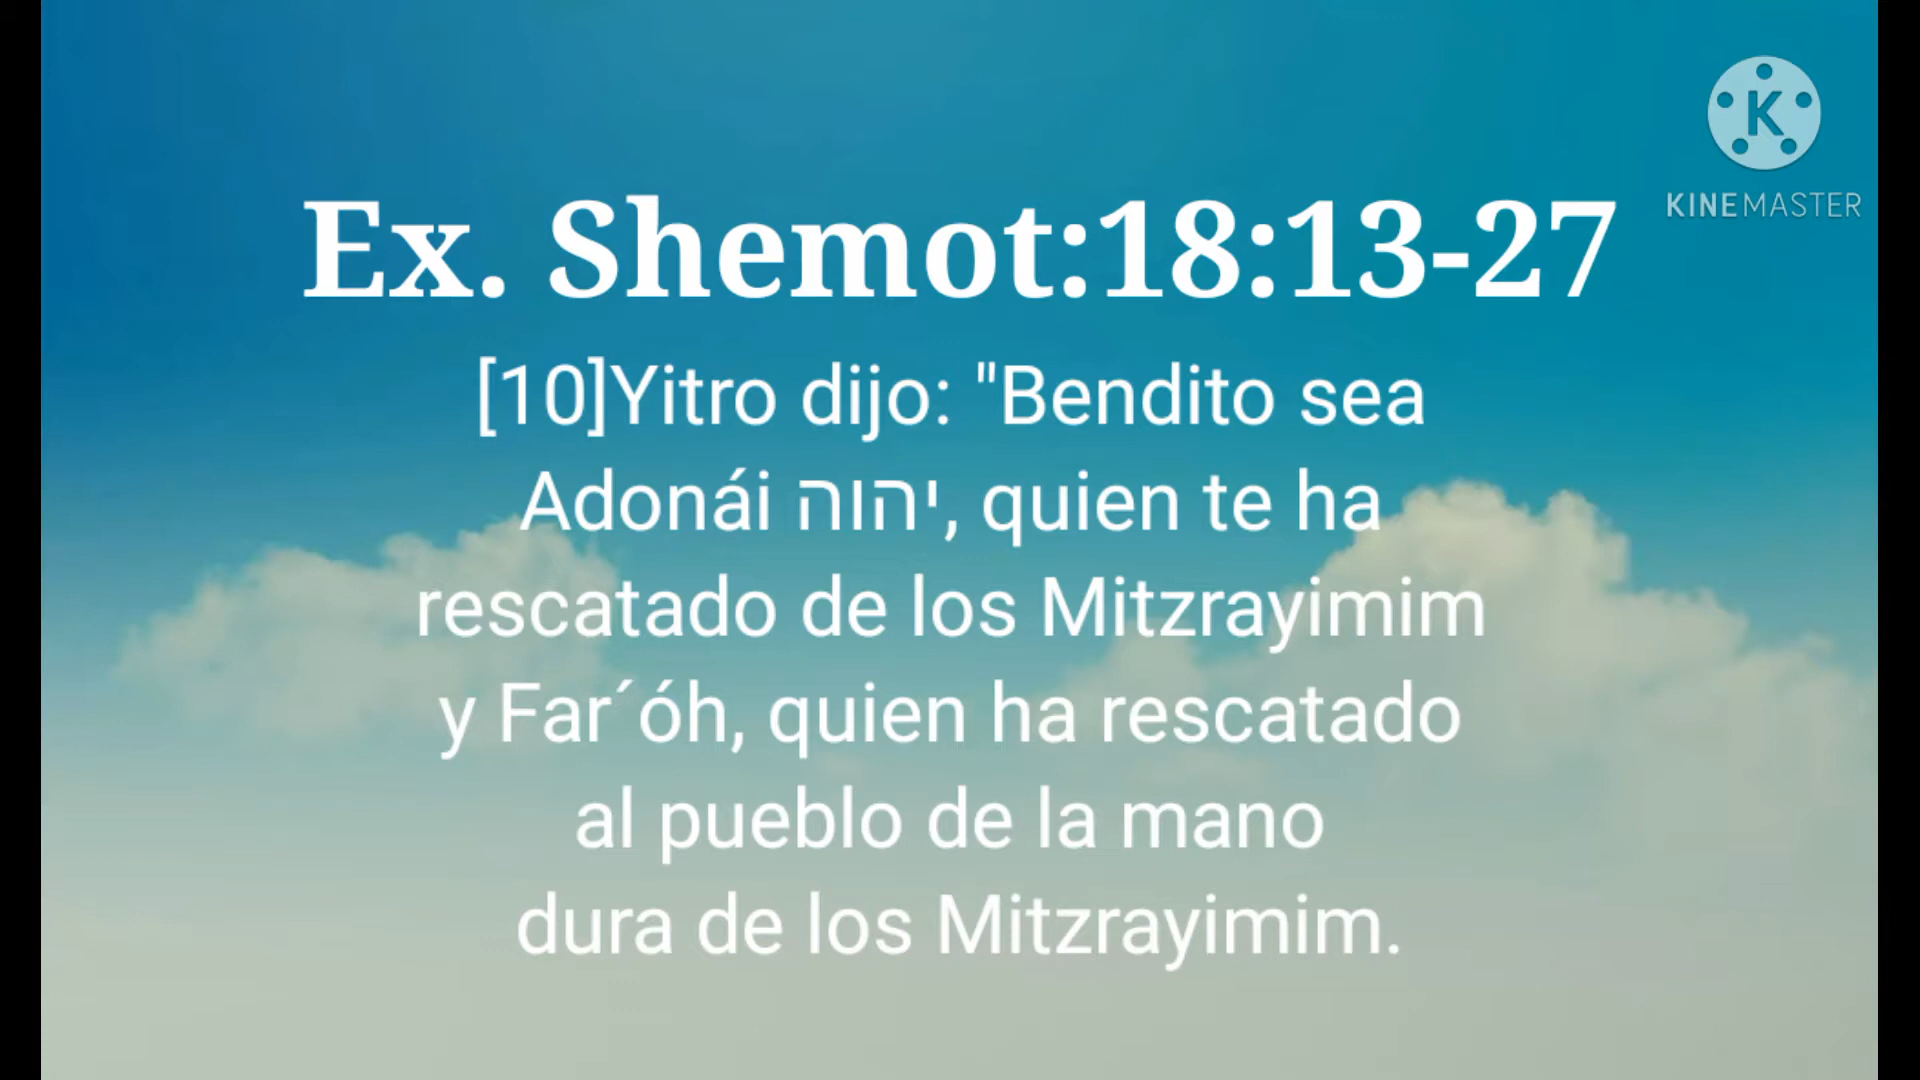 KINEMASTER
Ex. Shemot:18:13-27
[10]Yitro dijo: "Bendito sea
Adonái יהוה, quien te ha
rescatado de los Mitzrayimim
y Far´óh, quien ha rescatado
al pueblo de la mano
dura de los Mitzrayimim.